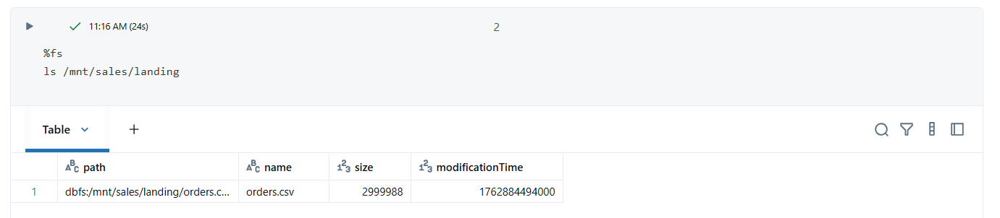 11:16 AM (24s)
2
%fs
ls /mnt/sales/landing
Table
path name size modificationTime
1 dbfs:/mnt/sales/landing/orders.c... orders.csv 2999988 1762884494000